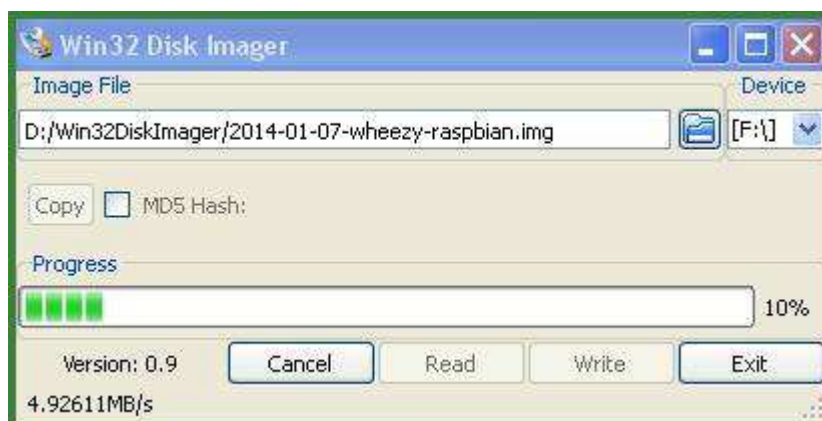 Win32 Disk Imager
Image File
Device
D:/Win32DiskImager/2014-01-07-wheezy-raspbian.img
[F:\]
Copy
MD5 Hash:
Progress
10%
Version: 0.9
Cancel
Read
Write
Exit
4.92611MB/s